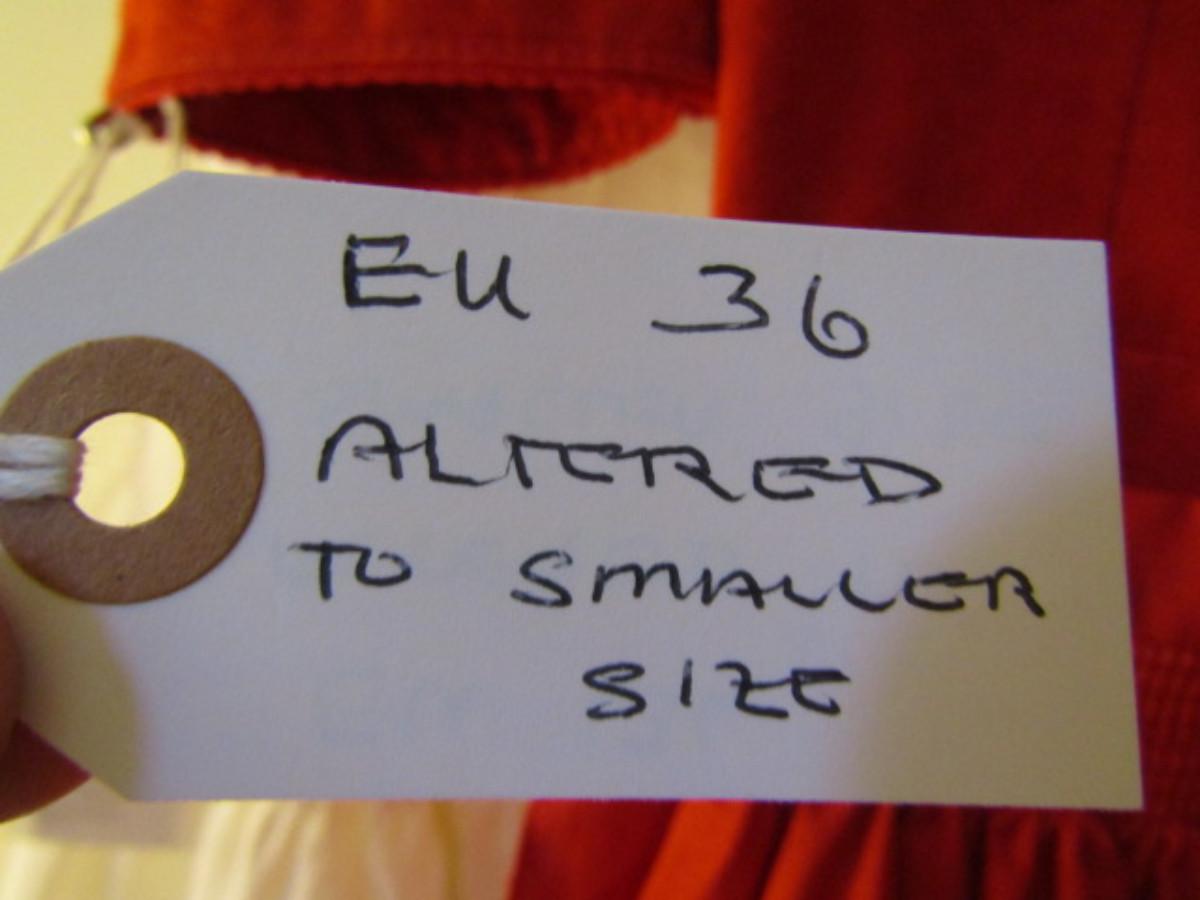 EU 36
ALTERED
TO SMALLER
SIZE